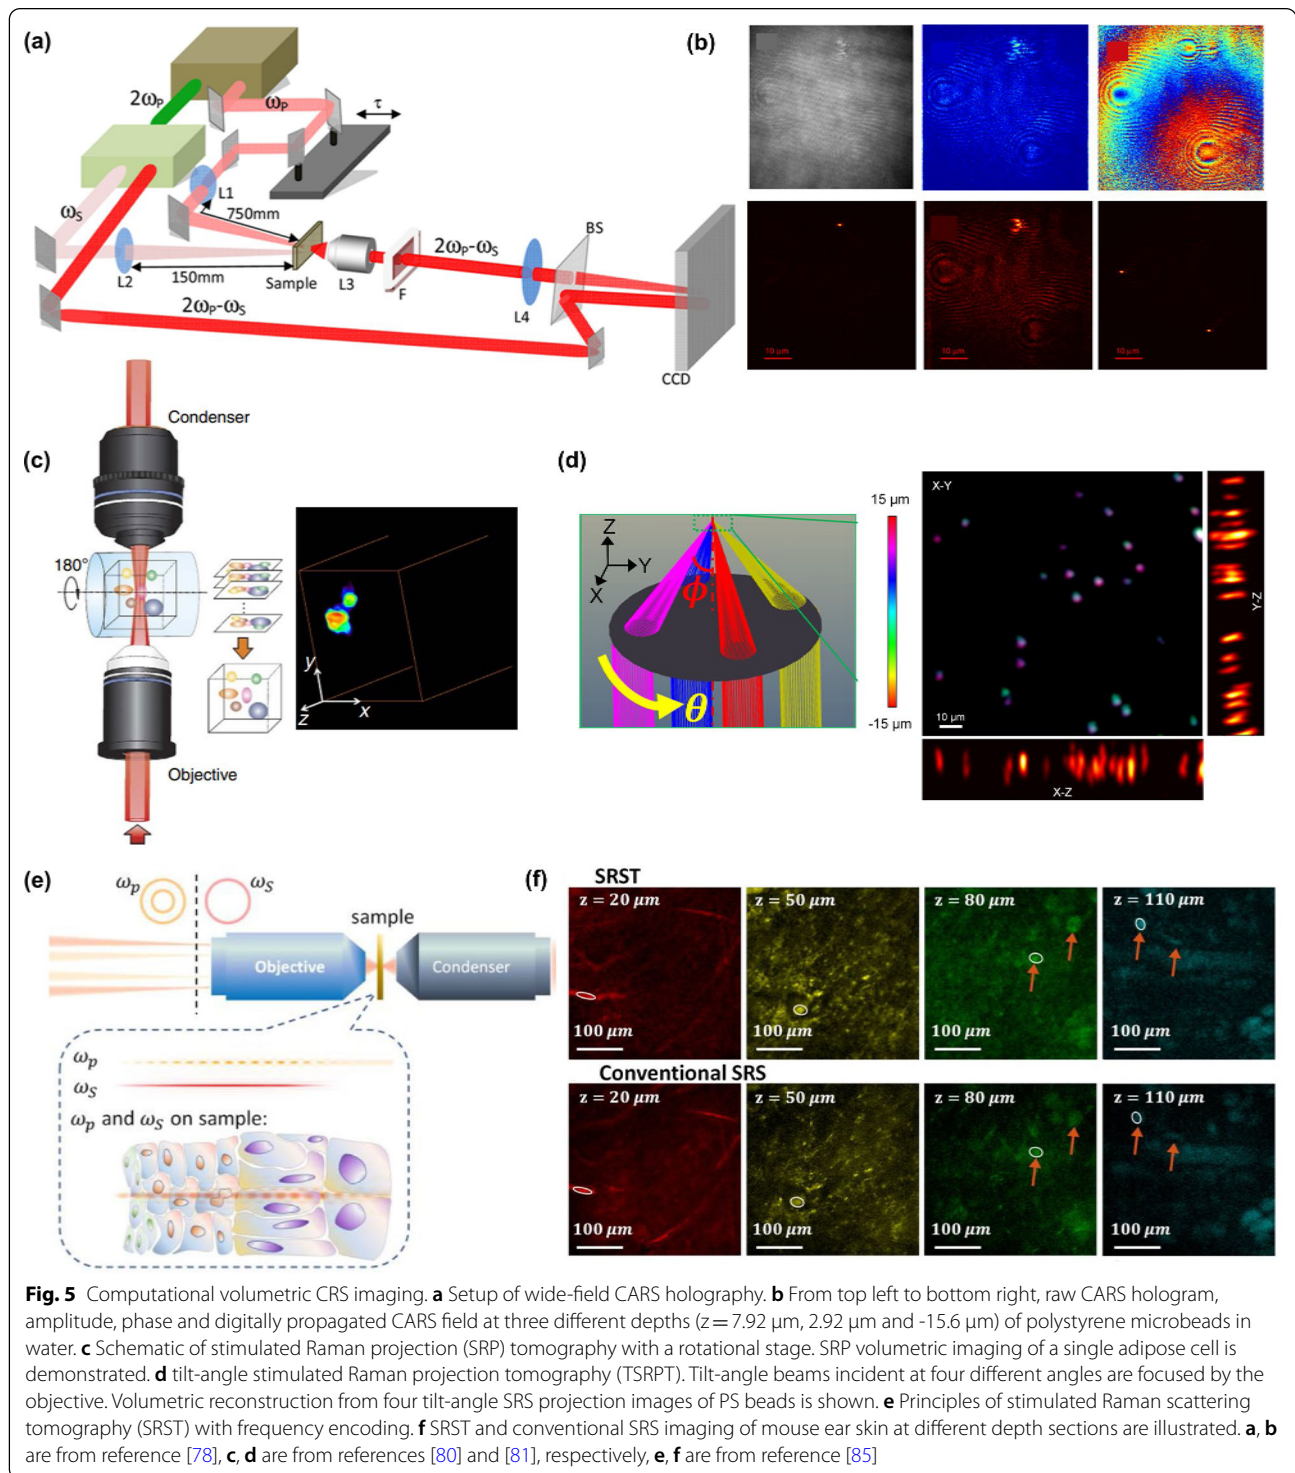 (a)
2ωP
ωP
τ
L1
750mm
ωS
L2
150mm
Sample
L3
F
2ωP-ωS
BS
L4
2ωP-ωS
CCD
(b)
10 μm
10 μm
10 μm
(c)
Condenser
180°
Objective
y
z
x
(d)
Z
Y
X
ϕ
θ
15 μm
-15 μm
X-Y
10 μm
Y-Z
X-Z
(e)
ωp
ωS
sample
Objective
Condenser
ωp
ωS
ωp and ωS on sample:
(f)
SRST
z = 20 μm
z = 50 μm
z = 80 μm
z = 110 μm
100 μm
100 μm
100 μm
100 μm
Conventional SRS
z = 20 μm
z = 50 μm
z = 80 μm
z = 110 μm
100 μm
100 μm
100 μm
100 μm
Fig. 5 Computational volumetric CRS imaging. a Setup of wide-field CARS holography. b From top left to bottom right, raw CARS hologram,
amplitude, phase and digitally propagated CARS field at three different depths (z = 7.92 μm, 2.92 μm and -15.6 μm) of polystyrene microbeads in
water. c Schematic of stimulated Raman projection (SRP) tomography with a rotational stage. SRP volumetric imaging of a single adipose cell is
demonstrated. d tilt-angle stimulated Raman projection tomography (TSRPT). Tilt-angle beams incident at four different angles are focused by the
objective. Volumetric reconstruction from four tilt-angle SRS projection images of PS beads is shown. e Principles of stimulated Raman scattering
tomography (SRST) with frequency encoding. f SRST and conventional SRS imaging of mouse ear skin at different depth sections are illustrated. a, b
are from reference [78], c, d are from references [80] and [81], respectively, e, f are from reference [85]